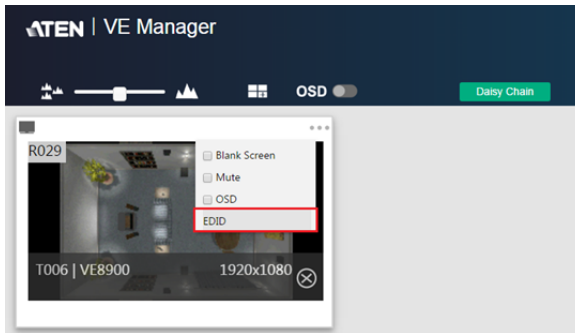 ATEN | VE Manager
OSD
Daisy Chain
R029
Blank Screen
Mute
OSD
EDID
T006 | VE8900 1920x1080